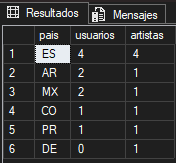 Resultados Mensajes
pais usuarios artistas
1 ES 4 4
2 AR 2 1
3 MX 2 1
4 CO 1 1
5 PR 1 1
6 DE 0 1